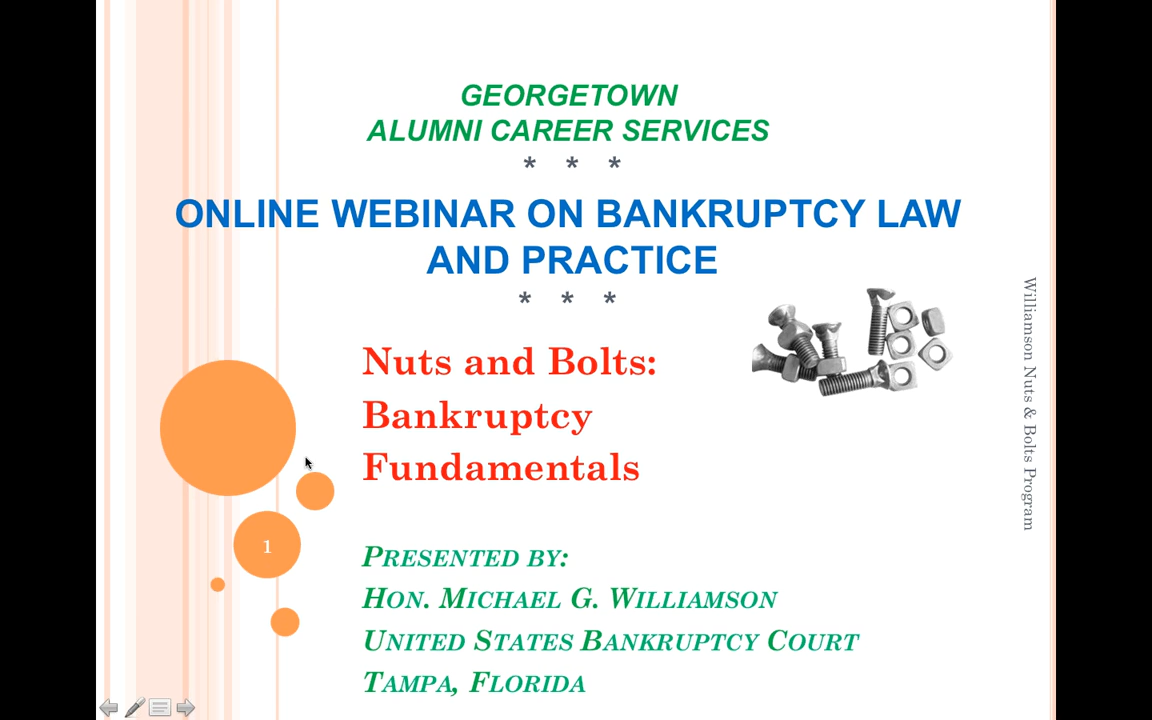 GEORGETOWN
ALUMNI CAREER SERVICES
* * *
ONLINE WEBINAR ON BANKRUPTCY LAW
AND PRACTICE
* * *
Nuts and Bolts:
Bankruptcy
Fundamentals
1
PRESENTED BY:
HON. MICHAEL G. WILLIAMSON
UNITED STATES BANKRUPTCY COURT
TAMPA, FLORIDA
Williamson Nuts & Bolts Program